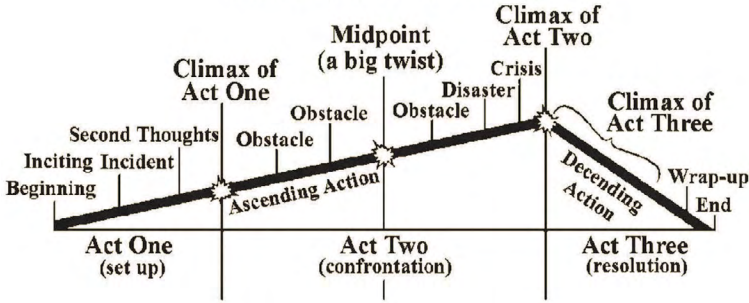 Climax of
Act One
Midpoint
(a big twist)
Climax of
Act Two
Climax of
Act Three
Beginning
Inciting Incident
Second Thoughts
Obstacle
Obstacle
Obstacle
Disaster
Crisis
Wrap-up
End
Ascending Action
Decending
Action
Act One
(set up)
Act Two
(confrontation)
Act Three
(resolution)